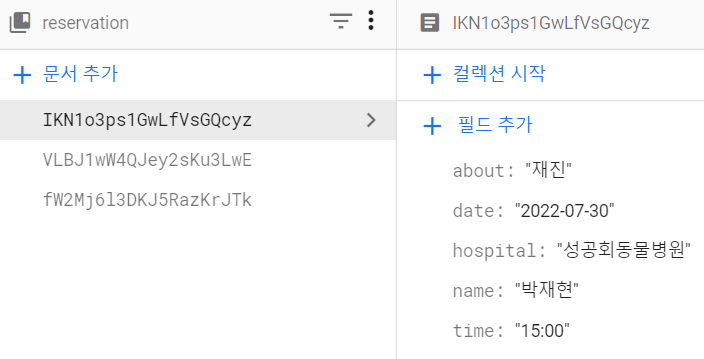 reservation
문서 추가
IKN1o3ps1GwLfVsGQcyz
VLBJ1wW4QJey2sKu3LwE
fW2Mj6l3DKJ5RazKrJTk
IKN1o3ps1GwLfVsGQcyz
컬렉션 시작
필드 추가
about: "재진"
date: "2022-07-30"
hospital: "성공회동물병원"
name: "박재현"
time: "15:00"